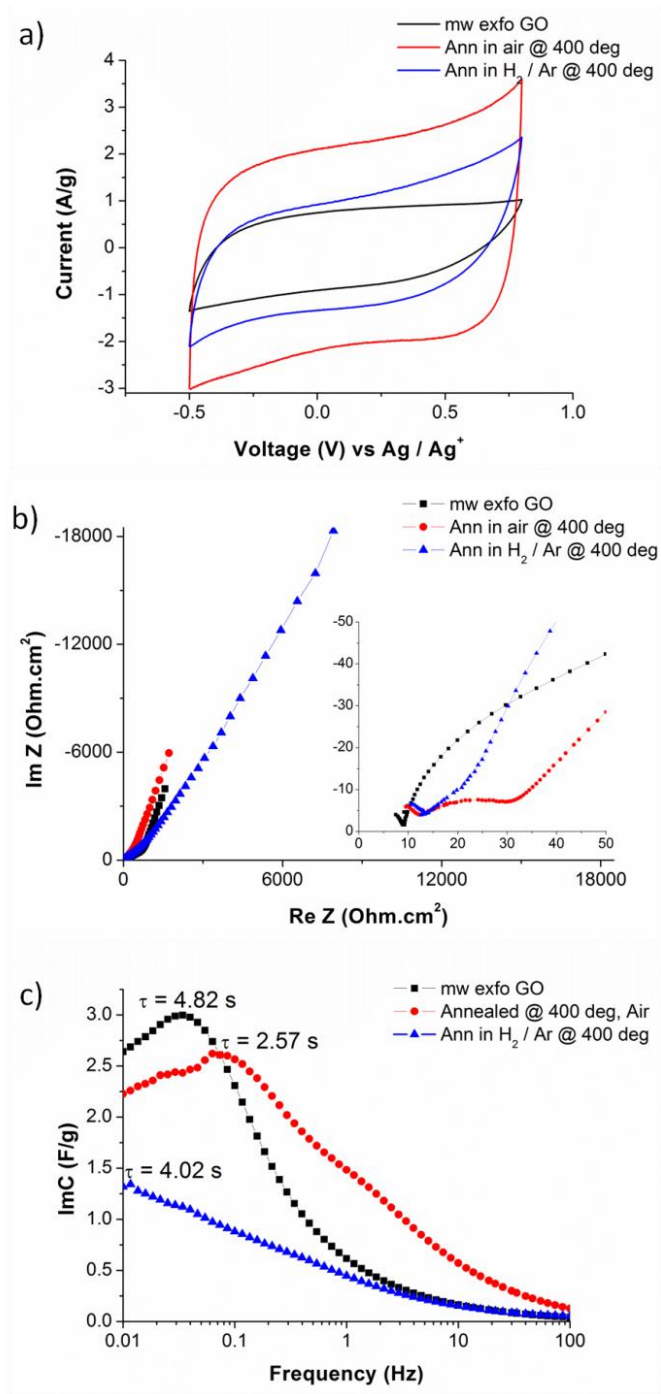 a)
mw exfo GO
Ann in air @ 400 deg
Ann in H₂ / Ar @ 400 deg
4
3
2
1
0
-1
-2
-3
Current (A/g)
-0.5 0.0 0.5 1.0
Voltage (V) vs Ag / Ag⁺
b)
mw exfo GO
Ann in air @ 400 deg
Ann in H₂ / Ar @ 400 deg
-18000
-12000
-6000
0
Im Z (Ohm.cm²)
-50
-40
-30
-20
-10
0
0 10 20 30 40 50
0 6000 12000 18000
Re Z (Ohm.cm²)
c)
mw exfo GO
Annealed @ 400 deg, Air
Ann in H₂ / Ar @ 400 deg
τ = 4.82 s
τ = 2.57 s
τ = 4.02 s
3.0
2.5
2.0
1.5
1.0
0.5
0.0
ImC (F/g)
0.01 0.1 1 10 100
Frequency (Hz)